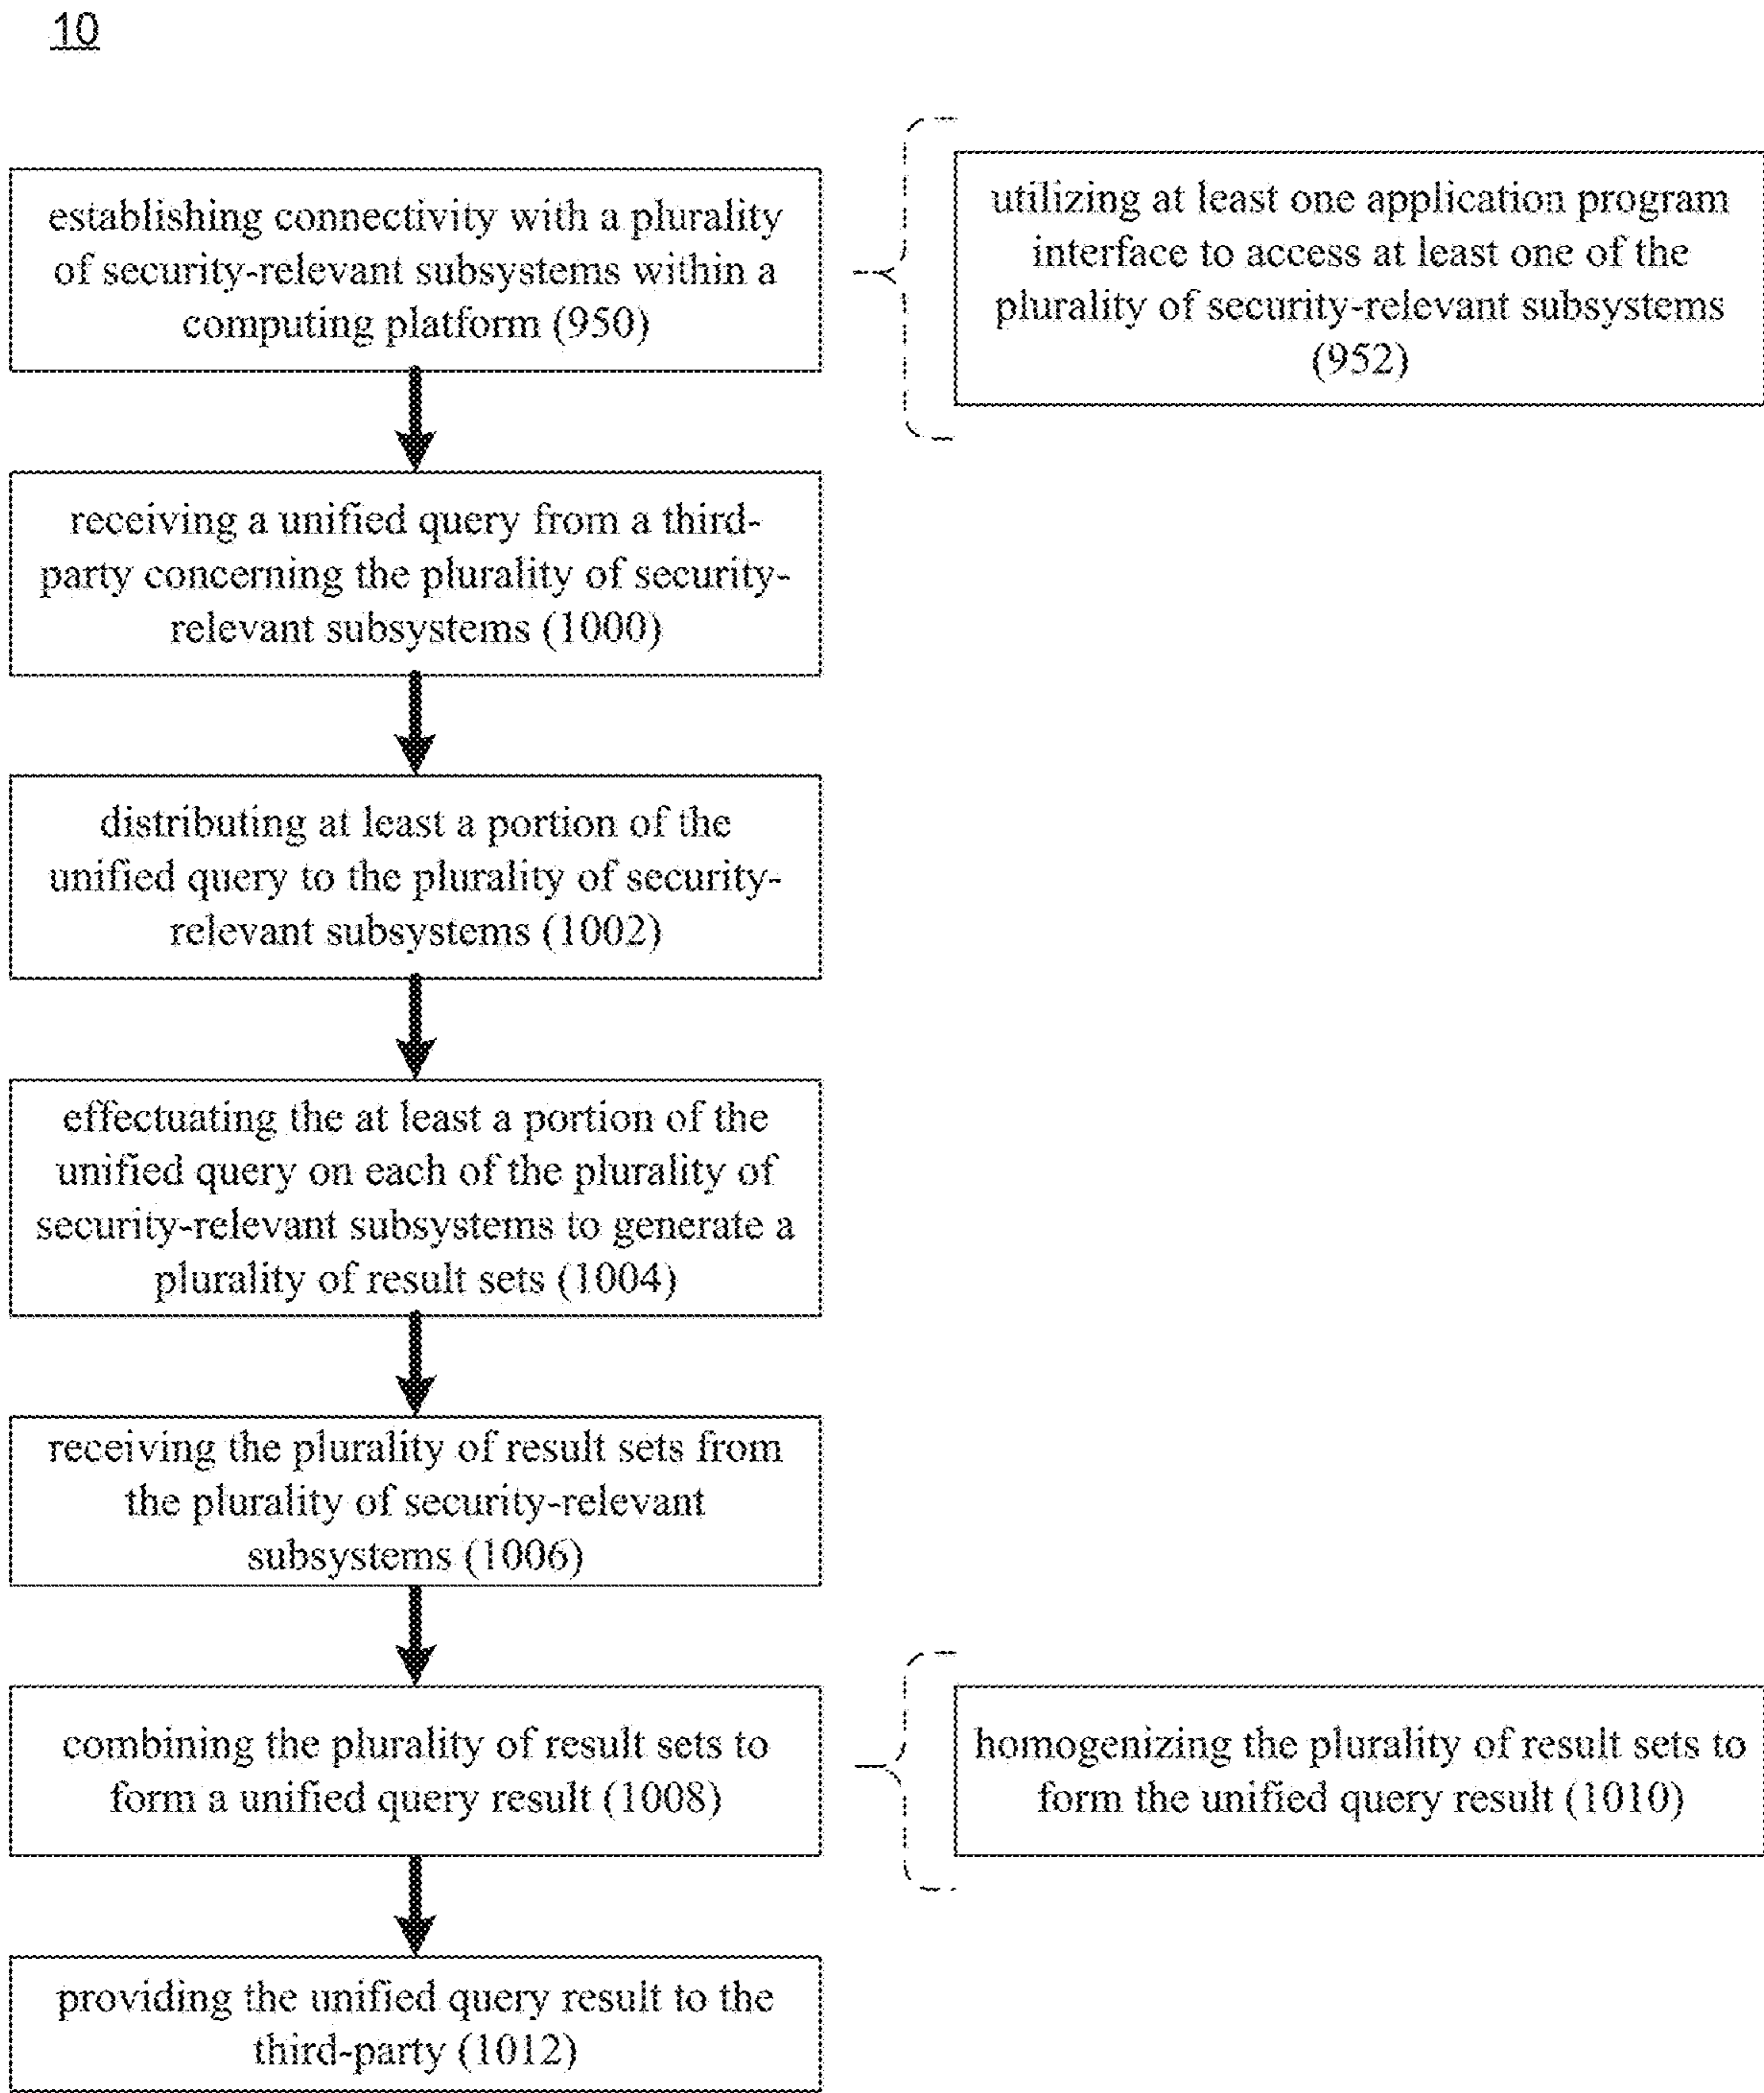 10
establishing connectivity with a plurality
of security-relevant subsystems within a
computing platform (950)
utilizing at least one application program
interface to access at least one of the
plurality of security-relevant subsystems
(952)
receiving a unified query from a third-
party concerning the plurality of security-
relevant subsystems (1000)
distributing at least a portion of the
unified query to the plurality of security-
relevant subsystems (1002)
effectuating the at least a portion of the
unified query on each of the plurality of
security-relevant subsystems to generate a
plurality of result sets (1004)
receiving the plurality of result sets from
the plurality of security-relevant
subsystems (1006)
combining the plurality of result sets to
form a unified query result (1008)
homogenizing the plurality of result sets to
form the unified query result (1010)
providing the unified query result to the
third-party (1012)